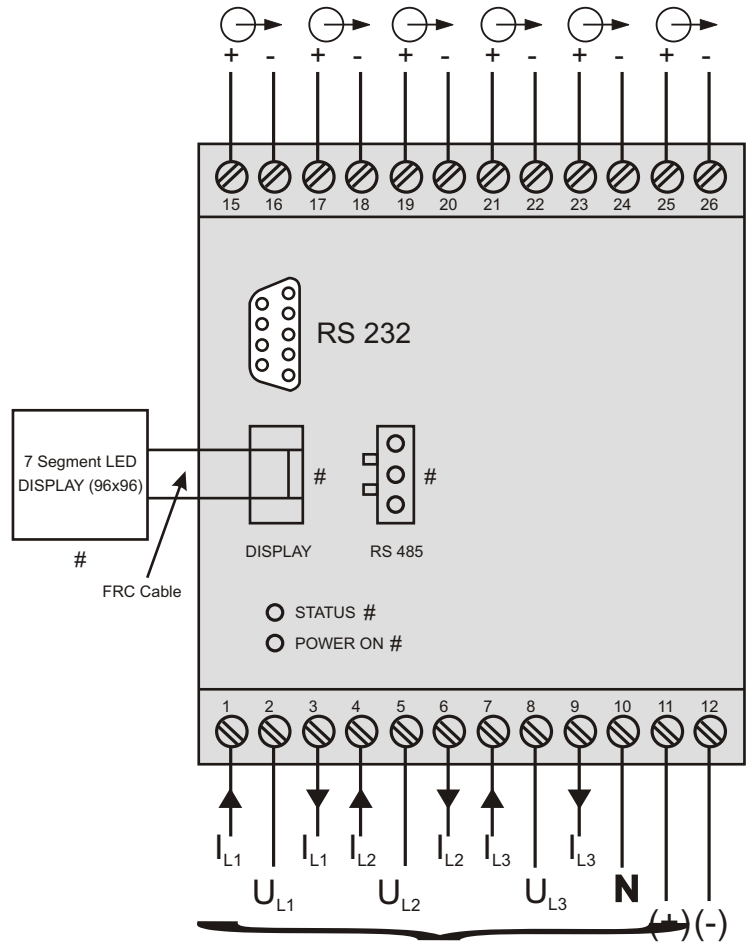 + - + - + - + - + - + -
15 16 17 18 19 20 21 22 23 24 25 26
RS 232
7 Segment LED
DISPLAY (96x96)
#
#
#
DISPLAY
RS 485
FRC Cable
STATUS #
POWER ON #
1 2 3 4 5 6 7 8 9 10 11 12
IL1 IL1 IL2 IL2 IL3 IL3
UL1 UL2 UL3 N
(+) (-)